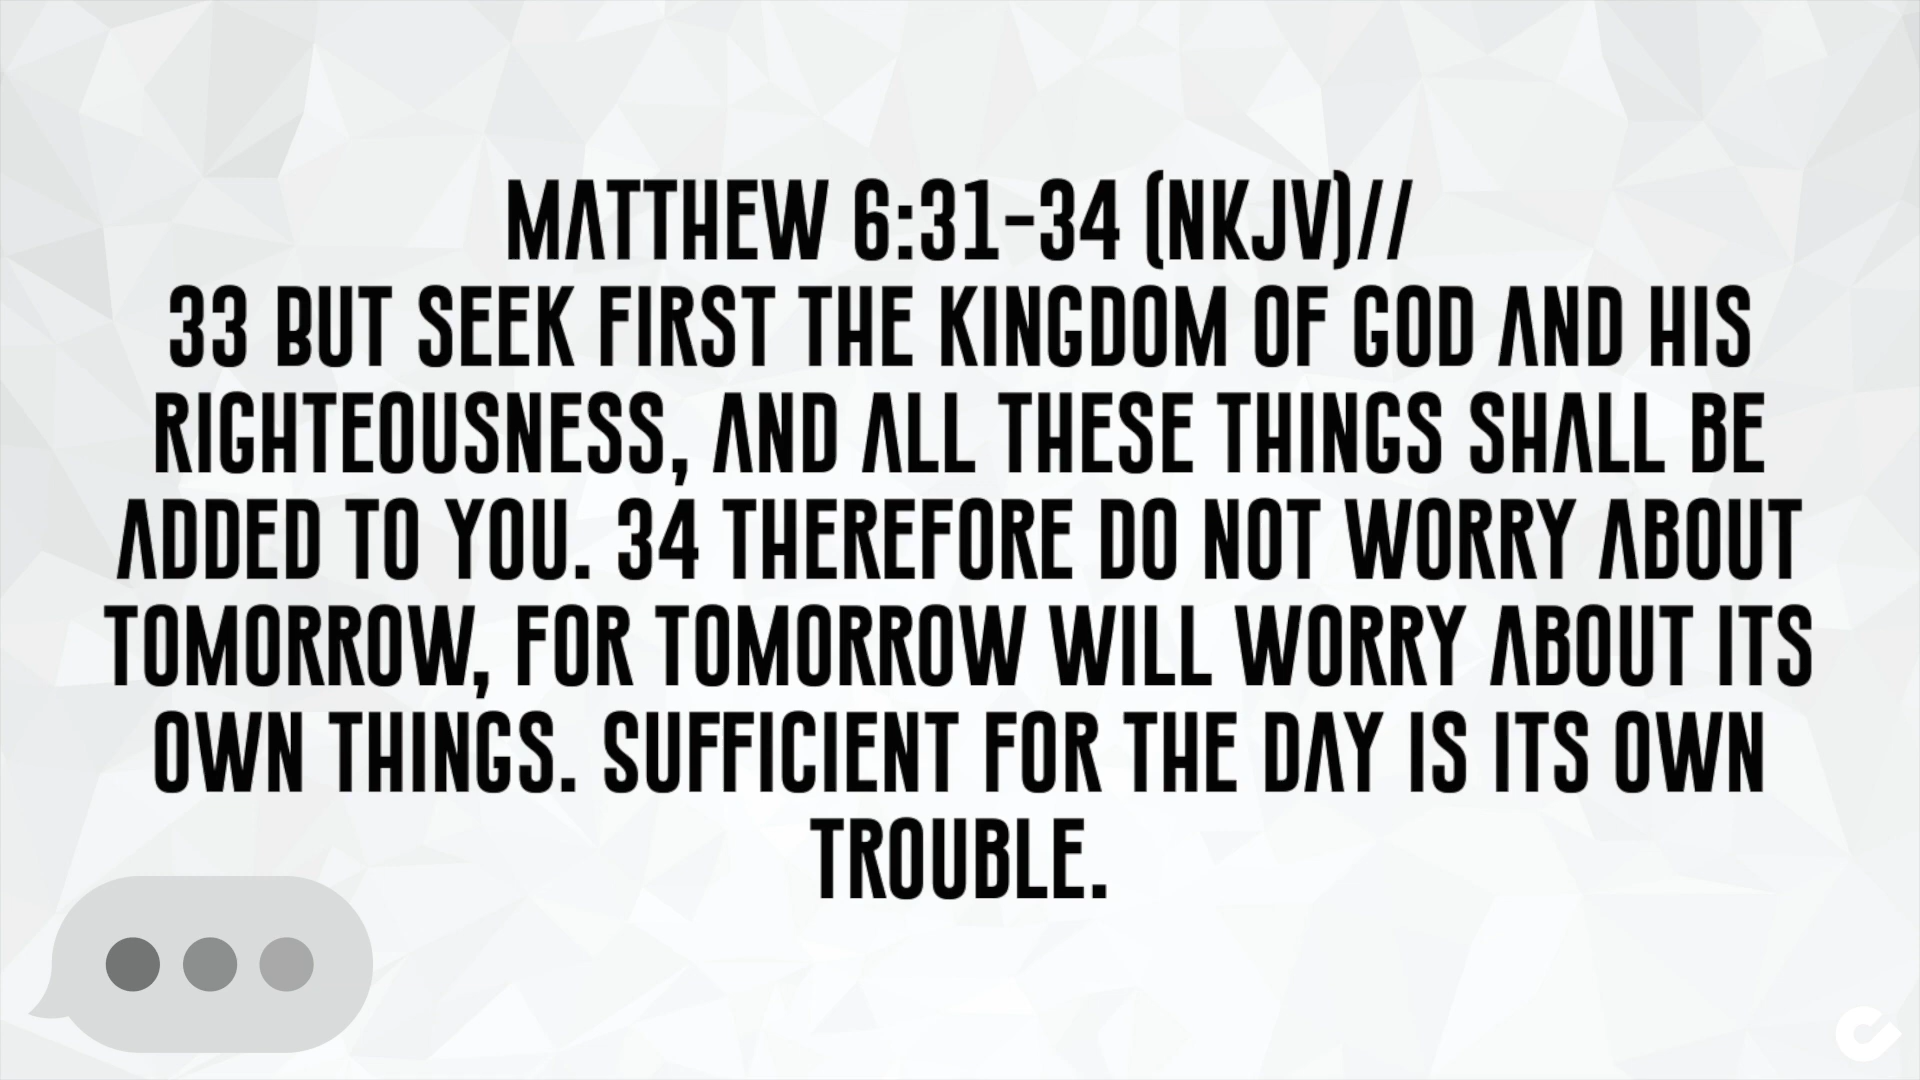 MATTHEW 6:31-34 (NKJV)//
33 BUT SEEK FIRST THE KINGDOM OF GOD AND HIS
RIGHTEOUSNESS, AND ALL THESE THINGS SHALL BE
ADDED TO YOU. 34 THEREFORE DO NOT WORRY ABOUT
TOMORROW, FOR TOMORROW WILL WORRY ABOUT ITS
OWN THINGS. SUFFICIENT FOR THE DAY IS ITS OWN
TROUBLE.